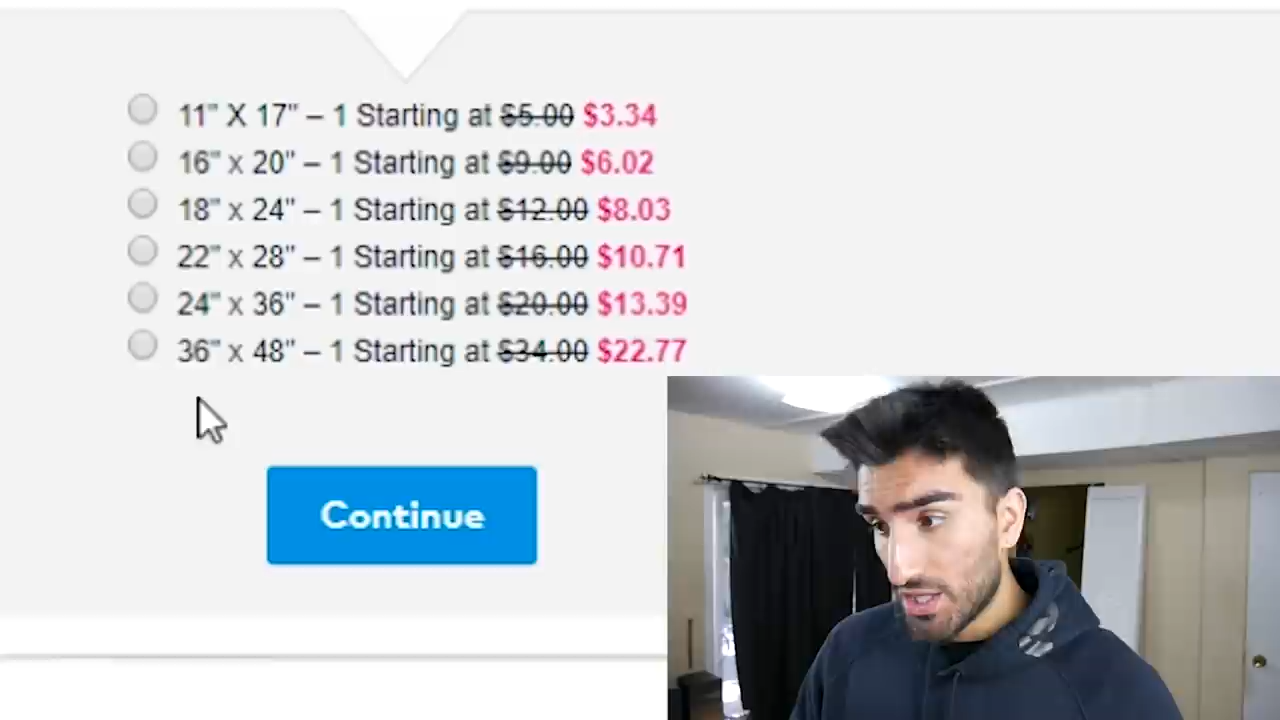 11" X 17" – 1 Starting at $5.00 $3.34
16" x 20" – 1 Starting at $9.00 $6.02
18" x 24" – 1 Starting at $12.00 $8.03
22" x 28" – 1 Starting at $16.00 $10.71
24" x 36" – 1 Starting at $20.00 $13.39
36" x 48" – 1 Starting at $34.00 $22.77
Continue